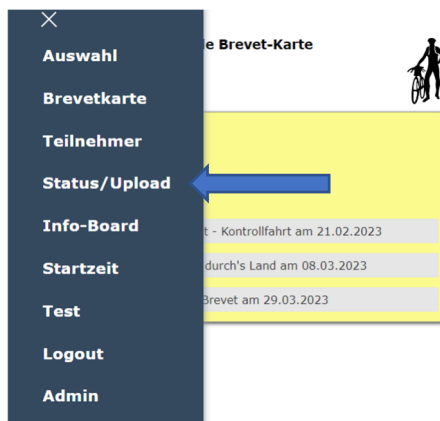 Auswahl
Brevetkarte
Teilnehmer
Status/Upload
Info-Board
Startzeit
Test
Logout
Admin
Brevet-Karte
- Kontrollfahrt am 21.02.2023
durch's Land am 08.03.2023
Brevet am 29.03.2023